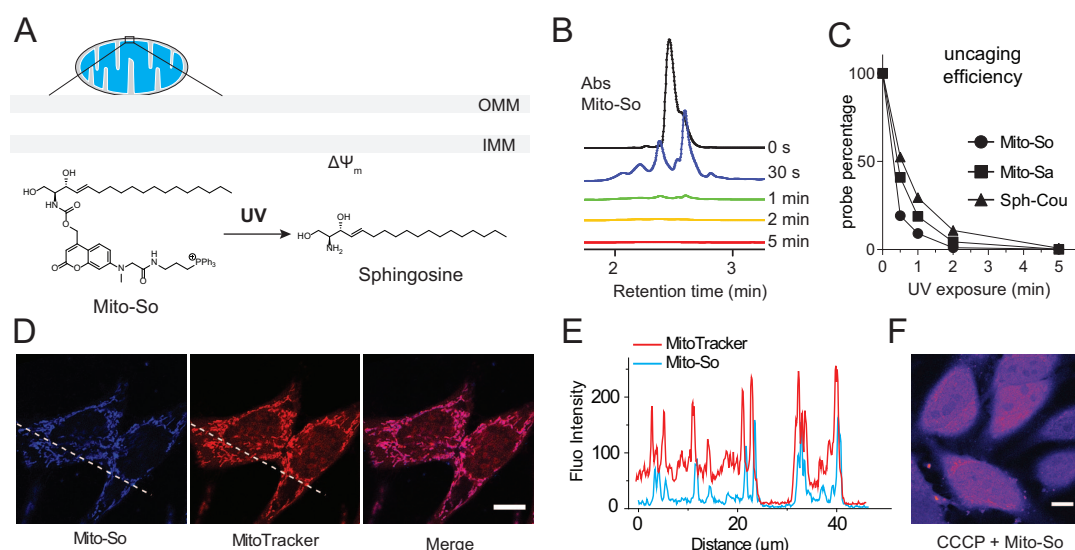 A
OMM
IMM
ΔΨm
HO
OH
HN
O
O
O
O
N
O
H
N
⊕
PPh3
UV
HO
OH
NH2
Mito-So
Sphingosine
B
Abs
Mito-So
0 s
30 s
1 min
2 min
5 min
2
3
Retention time (min)
C
uncaging
efficiency
100
50
0
probe percentage
Mito-So
Mito-Sa
Sph-Cou
0
1
2
3
4
5
UV exposure (min)
D
Mito-So
MitoTracker
Merge
E
MitoTracker
Mito-So
Fluo Intensity
200
100
0
0
20
40
Distance (um)
F
CCCP + Mito-So